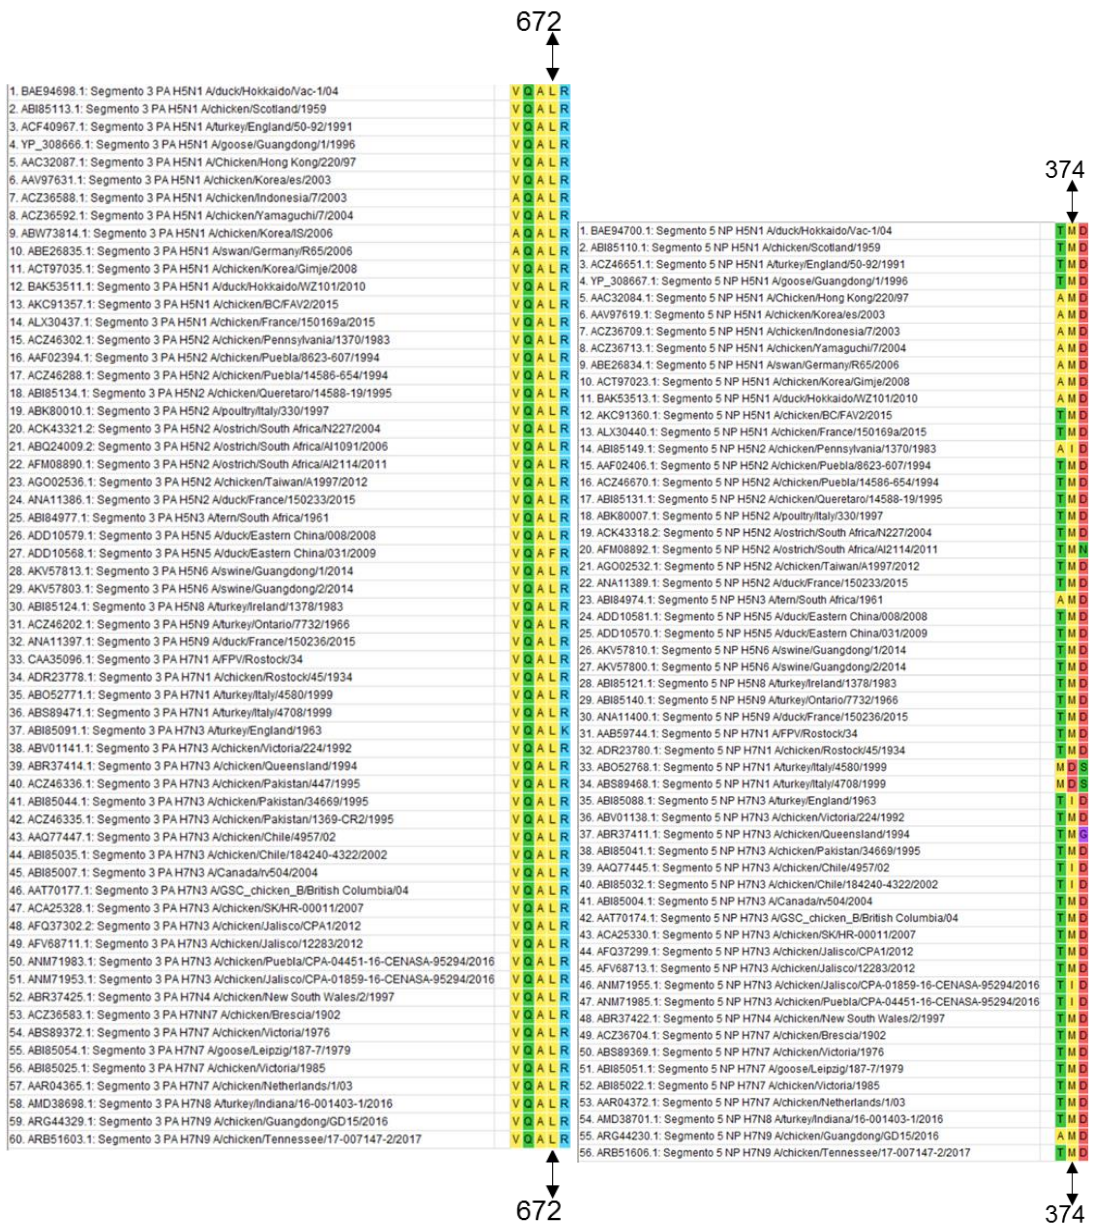 672
1. BAE94698.1: Segmento 3 PA H5N1 A/duck/Hokkaido/Vac-1/04 V Q A L R
2. ABI85113.1: Segmento 3 PA H5N1 A/chicken/Scotland/1959 V Q A L R
3. ACF40967.1: Segmento 3 PA H5N1 A/turkey/England/50-92/1991 V Q A L R
4. YP_308666.1: Segmento 3 PA H5N1 A/goose/Guangdong/1/1996 V Q A L R
5. AAC32087.1: Segmento 3 PA H5N1 A/Chicken/Hong Kong/220/97 V Q A L R
6. AAV97631.1: Segmento 3 PA H5N1 A/chicken/Korea/es/2003 V Q A L R
7. ACZ36588.1: Segmento 3 PA H5N1 A/chicken/Indonesia/7/2003 A Q A L R
8. ACZ36592.1: Segmento 3 PA H5N1 A/chicken/Yamaguchi/7/2004 V Q A L R
9. ABW73814.1: Segmento 3 PA H5N1 A/chicken/Korea/IS/2006 A Q A L R
10. ABE26835.1: Segmento 3 PA H5N1 A/swan/Germany/R65/2006 A Q A L R
11. ACT97035.1: Segmento 3 PA H5N1 A/chicken/Korea/Gimje/2008 V Q A L R
12. BAK53511.1: Segmento 3 PA H5N1 A/duck/Hokkaido/WZ101/2010 V Q A L R
13. AKC91357.1: Segmento 3 PA H5N1 A/chicken/BC/FAV2/2015 V Q A L R
14. ALX30437.1: Segmento 3 PA H5N1 A/chicken/France/150169a/2015 V Q A L R
15. ACZ46302.1: Segmento 3 PA H5N2 A/chicken/Pennsylvania/1370/1983 V Q A L R
16. AAF02394.1: Segmento 3 PA H5N2 A/chicken/Puebla/8623-607/1994 V Q A L R
17. ACZ46288.1: Segmento 3 PA H5N2 A/chicken/Puebla/14586-654/1994 V Q A L R
18. ABI85134.1: Segmento 3 PA H5N2 A/chicken/Queretaro/14588-19/1995 V Q A L R
19. ABK80010.1: Segmento 3 PA H5N2 A/poultry/Italy/330/1997 V Q A L R
20. ACK43321.2: Segmento 3 PA H5N2 A/ostrich/South Africa/N227/2004 V Q A L R
21. ABQ24009.2: Segmento 3 PA H5N2 A/ostrich/South Africa/AI1091/2006 V Q A L R
22. AFM08890.1: Segmento 3 PA H5N2 A/ostrich/South Africa/AI2114/2011 V Q A L R
23. AGO02536.1: Segmento 3 PA H5N2 A/chicken/Taiwan/A1997/2012 V Q A L R
24. ANA11386.1: Segmento 3 PA H5N2 A/duck/France/150233/2015 V Q A L R
25. ABI84977.1: Segmento 3 PA H5N3 A/tern/South Africa/1961 V Q A L R
26. ADD10579.1: Segmento 3 PA H5N5 A/duck/Eastern China/008/2008 V Q A L R
27. ADD10568.1: Segmento 3 PA H5N5 A/duck/Eastern China/031/2009 V Q A F R
28. AKV57813.1: Segmento 3 PA H5N6 A/swine/Guangdong/1/2014 V Q A L R
29. AKV57803.1: Segmento 3 PA H5N6 A/swine/Guangdong/2/2014 V Q A L R
30. ABI85124.1: Segmento 3 PA H5N8 A/turkey/Ireland/1378/1983 V Q A L R
31. ACZ46202.1: Segmento 3 PA H5N9 A/turkey/Ontario/7732/1966 V Q A L R
32. ANA11397.1: Segmento 3 PA H5N9 A/duck/France/150236/2015 V Q A L R
33. CAA35096.1: Segmento 3 PA H7N1 A/FPV/Rostock/34 V Q A L R
34. ADR23778.1: Segmento 3 PA H7N1 A/chicken/Rostock/45/1934 V Q A L R
35. ABO52771.1: Segmento 3 PA H7N1 A/turkey/Italy/4580/1999 V Q A L R
36. ABS89471.1: Segmento 3 PA H7N1 A/turkey/Italy/4708/1999 V Q A L R
37. ABI85091.1: Segmento 3 PA H7N3 A/turkey/England/1963 V Q A L K
38. ABV01141.1: Segmento 3 PA H7N3 A/chicken/Victoria/224/1992 V Q A L R
39. ABR37414.1: Segmento 3 PA H7N3 A/chicken/Queensland/1994 V Q A L R
40. ACZ46336.1: Segmento 3 PA H7N3 A/chicken/Pakistan/447/1995 V Q A L R
41. ABI85044.1: Segmento 3 PA H7N3 A/chicken/Pakistan/34669/1995 V Q A L R
42. ACZ46335.1: Segmento 3 PA H7N3 A/chicken/Pakistan/1369-CR2/1995 V Q A L R
43. AAQ77447.1: Segmento 3 PA H7N3 A/chicken/Chile/4957/02 V Q A L R
44. ABI85035.1: Segmento 3 PA H7N3 A/chicken/Chile/184240-4322/2002 V Q A L R
45. ABI85007.1: Segmento 3 PA H7N3 A/Canada/rv504/2004 V Q A L R
46. AAT70177.1: Segmento 3 PA H7N3 A/GSC_chicken_B/British Columbia/04 V Q A L R
47. ACA25328.1: Segmento 3 PA H7N3 A/chicken/SK/HR-00011/2007 V Q A L R
48. AFQ37302.2: Segmento 3 PA H7N3 A/chicken/Jalisco/CPA1/2012 V Q A L R
49. AFV68711.1: Segmento 3 PA H7N3 A/chicken/Jalisco/12283/2012 V Q A L R
50. ANM71983.1: Segmento 3 PA H7N3 A/chicken/Puebla/CPA-04451-16-CENASA-95294/2016 V Q A L R
51. ANM71953.1: Segmento 3 PA H7N3 A/chicken/Jalisco/CPA-01859-16-CENASA-95294/2016 V Q A L R
52. ABR37425.1: Segmento 3 PA H7N4 A/chicken/New South Wales/2/1997 V Q A L R
53. ACZ36583.1: Segmento 3 PA H7NN7 A/chicken/Brescia/1902 V Q A L R
54. ABS89372.1: Segmento 3 PA H7N7 A/chicken/Victoria/1976 V Q A L R
55. ABI85054.1: Segmento 3 PA H7N7 A/goose/Leipzig/187-7/1979 V Q A L R
56. ABI85025.1: Segmento 3 PA H7N7 A/chicken/Victoria/1985 V Q A L R
57. AAR04365.1: Segmento 3 PA H7N7 A/chicken/Netherlands/1/03 V Q A L R
58. AMD38698.1: Segmento 3 PA H7N8 A/turkey/Indiana/16-001403-1/2016 V Q A L R
59. ARG44329.1: Segmento 3 PA H7N9 A/chicken/Guangdong/GD15/2016 V Q A L R
60. ARB51603.1: Segmento 3 PA H7N9 A/chicken/Tennessee/17-007147-2/2017 V Q A L R
672
374
1. BAE94700.1: Segmento 5 NP H5N1 A/duck/Hokkaido/Vac-1/04 T M D
2. ABI85110.1: Segmento 5 NP H5N1 A/chicken/Scotland/1959 T M D
3. ACZ46651.1: Segmento 5 NP H5N1 A/turkey/England/50-92/1991 T M D
4. YP_308667.1: Segmento 5 NP H5N1 A/goose/Guangdong/1/1996 T M D
5. AAC32084.1: Segmento 5 NP H5N1 A/Chicken/Hong Kong/220/97 A M D
6. AAV97619.1: Segmento 5 NP H5N1 A/chicken/Korea/es/2003 A M D
7. ACZ36709.1: Segmento 5 NP H5N1 A/chicken/Indonesia/7/2003 A M D
8. ACZ36713.1: Segmento 5 NP H5N1 A/chicken/Yamaguchi/7/2004 A M D
9. ABE26834.1: Segmento 5 NP H5N1 A/swan/Germany/R65/2006 A M D
10. ACT97023.1: Segmento 5 NP H5N1 A/chicken/Korea/Gimje/2008 A M D
11. BAK53513.1: Segmento 5 NP H5N1 A/duck/Hokkaido/WZ101/2010 A M D
12. AKC91360.1: Segmento 5 NP H5N1 A/chicken/BC/FAV2/2015 T M D
13. ALX30440.1: Segmento 5 NP H5N1 A/chicken/France/150169a/2015 T M D
14. ABI85149.1: Segmento 5 NP H5N2 A/chicken/Pennsylvania/1370/1983 A I D
15. AAF02406.1: Segmento 5 NP H5N2 A/chicken/Puebla/8623-607/1994 T M D
16. ACZ46670.1: Segmento 5 NP H5N2 A/chicken/Puebla/14586-654/1994 T M D
17. ABI85131.1: Segmento 5 NP H5N2 A/chicken/Queretaro/14588-19/1995 T M D
18. ABK80007.1: Segmento 5 NP H5N2 A/poultry/Italy/330/1997 T M D
19. ACK43318.2: Segmento 5 NP H5N2 A/ostrich/South Africa/N227/2004 T M D
20. AFM08892.1: Segmento 5 NP H5N2 A/ostrich/South Africa/AI2114/2011 T M N
21. AGO02532.1: Segmento 5 NP H5N2 A/chicken/Taiwan/A1997/2012 T M D
22. ANA11389.1: Segmento 5 NP H5N2 A/duck/France/150233/2015 T M D
23. ABI84974.1: Segmento 5 NP H5N3 A/tern/South Africa/1961 A M D
24. ADD10581.1: Segmento 5 NP H5N5 A/duck/Eastern China/008/2008 T M D
25. ADD10570.1: Segmento 5 NP H5N5 A/duck/Eastern China/031/2009 T M D
26. AKV57810.1: Segmento 5 NP H5N6 A/swine/Guangdong/1/2014 T M D
27. AKV57800.1: Segmento 5 NP H5N6 A/swine/Guangdong/2/2014 T M D
28. ABI85121.1: Segmento 5 NP H5N8 A/turkey/Ireland/1378/1983 T M D
29. ABI85140.1: Segmento 5 NP H5N9 A/turkey/Ontario/7732/1966 T M D
30. ANA11400.1: Segmento 5 NP H5N9 A/duck/France/150236/2015 T M D
31. AAB59744.1: Segmento 5 NP H7N1 A/FPV/Rostock/34 T M D
32. ADR23780.1: Segmento 5 NP H7N1 A/chicken/Rostock/45/1934 T M D
33. ABO52768.1: Segmento 5 NP H7N1 A/turkey/Italy/4580/1999 M D S
34. ABS89468.1: Segmento 5 NP H7N1 A/turkey/Italy/4708/1999 M D S
35. ABI85088.1: Segmento 5 NP H7N3 A/turkey/England/1963 T I D
36. ABV01138.1: Segmento 5 NP H7N3 A/chicken/Victoria/224/1992 T M D
37. ABR37411.1: Segmento 5 NP H7N3 A/chicken/Queensland/1994 T M G
38. ABI85041.1: Segmento 5 NP H7N3 A/chicken/Pakistan/34669/1995 T M D
39. AAQ77445.1: Segmento 5 NP H7N3 A/chicken/Chile/4957/02 T I D
40. ABI85032.1: Segmento 5 NP H7N3 A/chicken/Chile/184240-4322/2002 T I D
41. ABI85004.1: Segmento 5 NP H7N3 A/Canada/rv504/2004 T M D
42. AAT70174.1: Segmento 5 NP H7N3 A/GSC_chicken_B/British Columbia/04 T M D
43. ACA25330.1: Segmento 5 NP H7N3 A/chicken/SK/HR-00011/2007 T M D
44. AFQ37299.1: Segmento 5 NP H7N3 A/chicken/Jalisco/CPA1/2012 T M D
45. AFV68713.1: Segmento 5 NP H7N3 A/chicken/Jalisco/12283/2012 T M D
46. ANM71955.1: Segmento 5 NP H7N3 A/chicken/Jalisco/CPA-01859-16-CENASA-95294/2016 T I D
47. ANM71985.1: Segmento 5 NP H7N3 A/chicken/Puebla/CPA-04451-16-CENASA-95294/2016 T I D
48. ABR37422.1: Segmento 5 NP H7N4 A/chicken/New South Wales/2/1997 T M D
49. ACZ36704.1: Segmento 5 NP H7N7 A/chicken/Brescia/1902 T M D
50. ABS89369.1: Segmento 5 NP H7N7 A/chicken/Victoria/1976 T M D
51. ABI85051.1: Segmento 5 NP H7N7 A/goose/Leipzig/187-7/1979 T M D
52. ABI85022.1: Segmento 5 NP H7N7 A/chicken/Victoria/1985 T M D
53. AAR04372.1: Segmento 5 NP H7N7 A/chicken/Netherlands/1/03 T M D
54. AMD38701.1: Segmento 5 NP H7N8 A/turkey/Indiana/16-001403-1/2016 T M D
55. ARG44230.1: Segmento 5 NP H7N9 A/chicken/Guangdong/GD15/2016 A M D
56. ARB51606.1: Segmento 5 NP H7N9 A/chicken/Tennessee/17-007147-2/2017 T M D
374